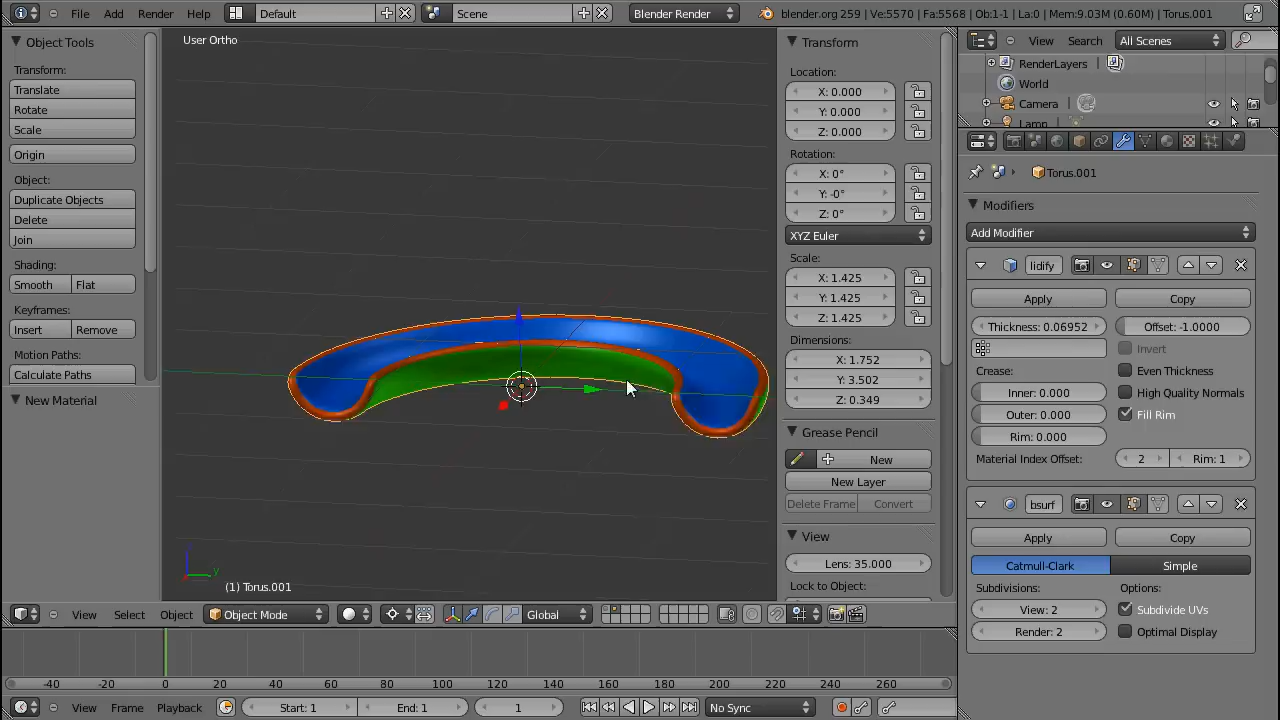 File Add Render Help Default Scene Blender Render blender.org 259 | Ve:5570 | Fa:5568 | Ob:1-1 | La:0 | Mem:9.03M (0.60M) | Torus.001
Object Tools
Transform:
Translate
Rotate
Scale
Origin
Object:
Duplicate Objects
Delete
Join
Shading:
Smooth Flat
Keyframes:
Insert Remove
Motion Paths:
Calculate Paths
New Material
User Ortho
z
y
(1) Torus.001
Transform
Location:
X: 0.000
Y: 0.000
Z: 0.000
Rotation:
X: 0°
Y: -0°
Z: 0°
XYZ Euler
Scale:
X: 1.425
Y: 1.425
Z: 1.425
Dimensions:
X: 1.752
Y: 3.502
Z: 0.349
Grease Pencil
New
New Layer
Delete Frame Convert
View
Lens: 35.000
Lock to Object:
View Search All Scenes
RenderLayers
World
Camera
Lamp
Torus.001
Modifiers
Add Modifier
lidify
Apply Copy
Thickness: 0.06952 Offset: -1.0000
Invert
Crease: Even Thickness
Inner: 0.000 High Quality Normals
Outer: 0.000 Fill Rim
Rim: 0.000
Material Index Offset: 2 Rim: 1
bsurf
Apply Copy
Catmull-Clark Simple
Subdivisions: Options:
View: 2 Subdivide UVs
Render: 2 Optimal Display
View Select Object Object Mode Global
-40 -20 0 20 40 60 80 100 120 140 160 180 200 220 240 260
View Frame Playback Start: 1 End: 1 1 No Sync